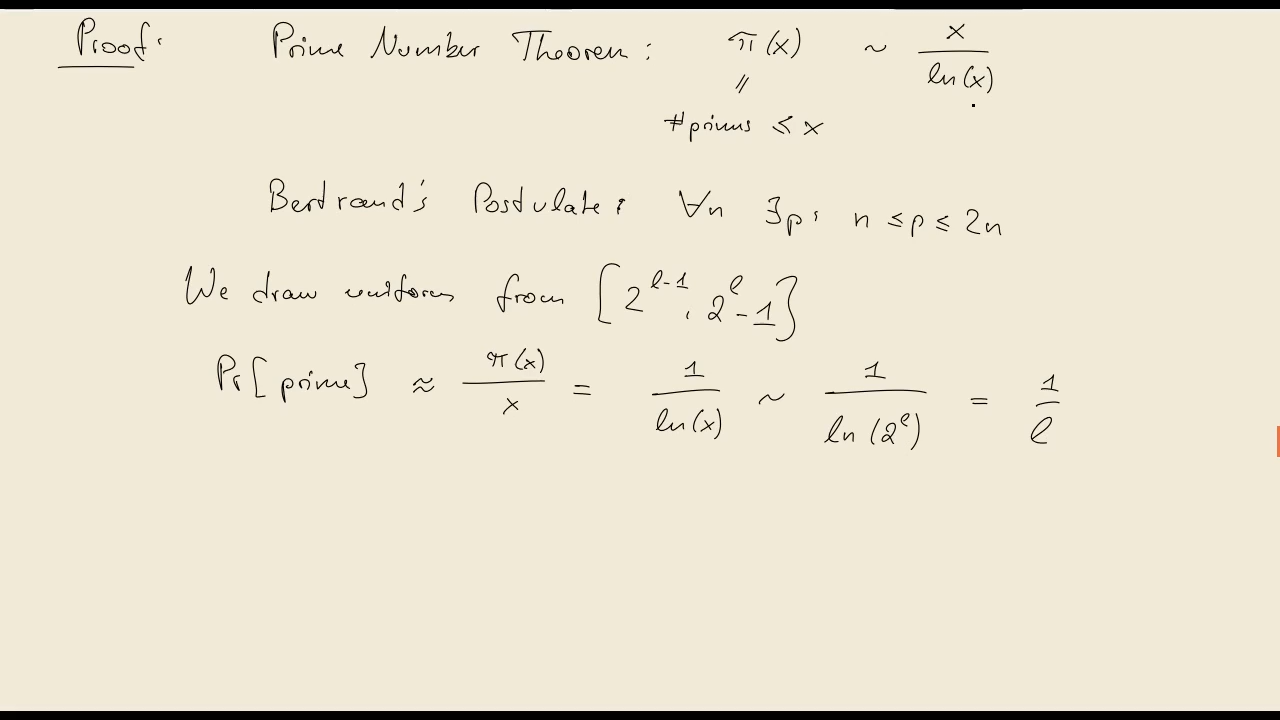 Proof: Prime Number Theorem: π(x) ~ x / ln(x)
= #primes ≤ x
Bertrand's Postulate: ∀n ∃p: n ≤ p ≤ 2n
We draw uniform from [2^{l-1}, 2^l - 1]
Pr[prime] ≈ π(x) / x = 1 / ln(x) ~ 1 / ln(2^l) = 1 / l